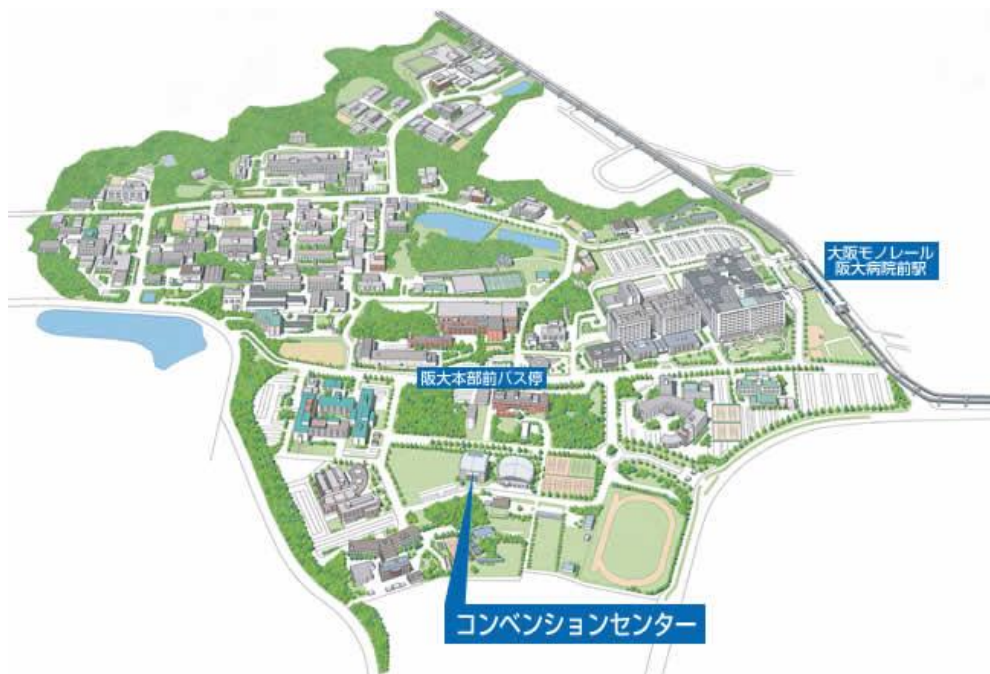 大阪モノレール
阪大病院前駅
阪大本部前バス停
コンベンションセンター